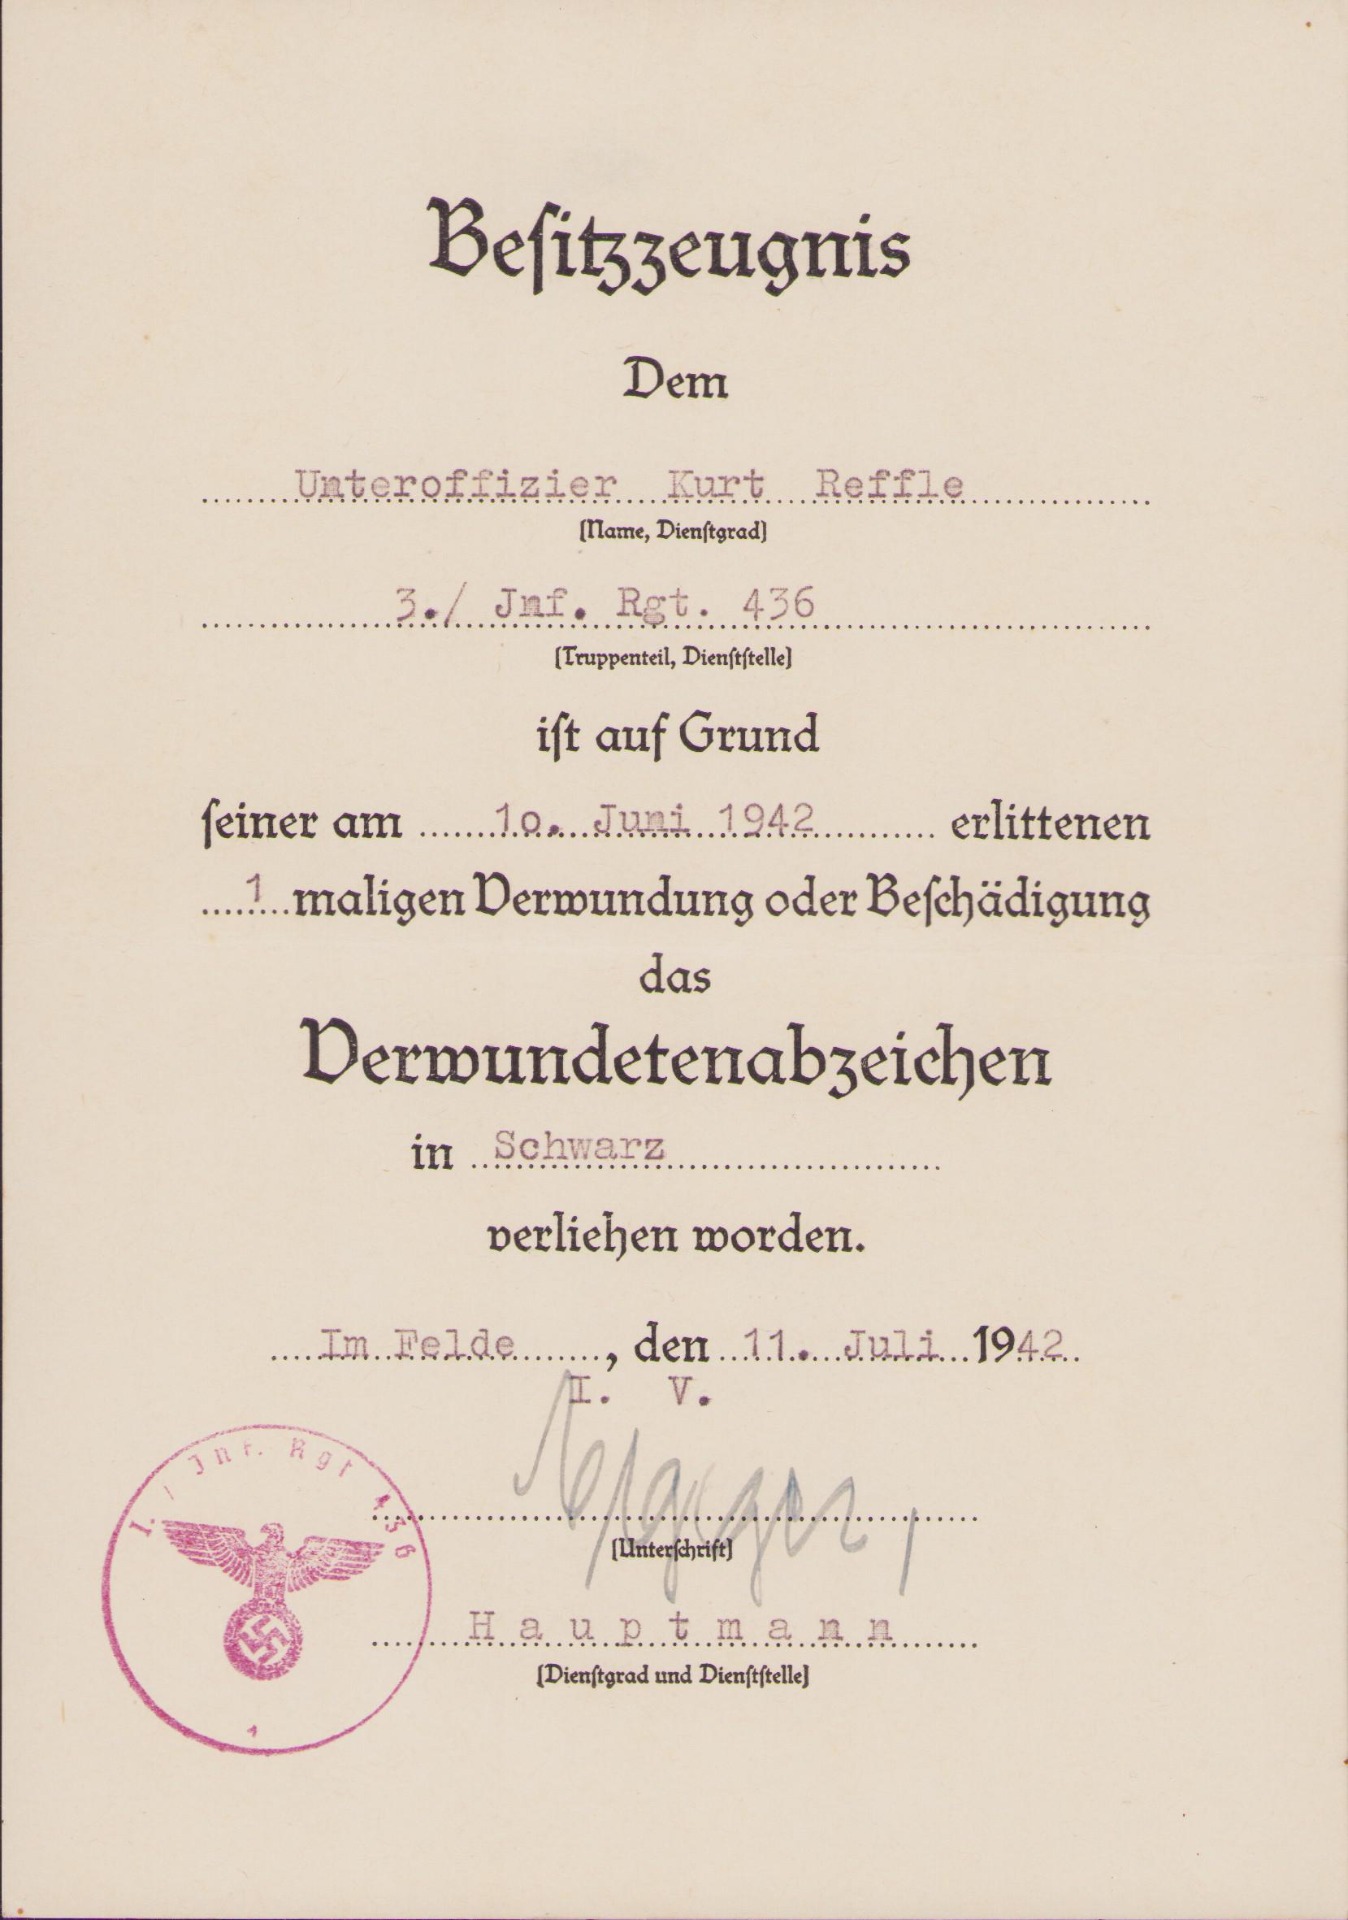 Besitzzeugnis
Dem
Unteroffizier Kurt Reffle
(Name, Dienstgrad)
3./ Jnf. Rgt. 436
(Truppenteil, Dienststelle)
ist auf Grund
seiner am 10. Juni 1942 erlittenen
1 maligen Verwundung oder Beschädigung
das
Verwundetenabzeichen
in Schwarz
verliehen worden.
Im Felde, den 11. Juli 1942
I. V.
(Unterschrift)
Hauptmann
(Dienstgrad und Dienststelle)
I. / Jnf. Rgt 436
1